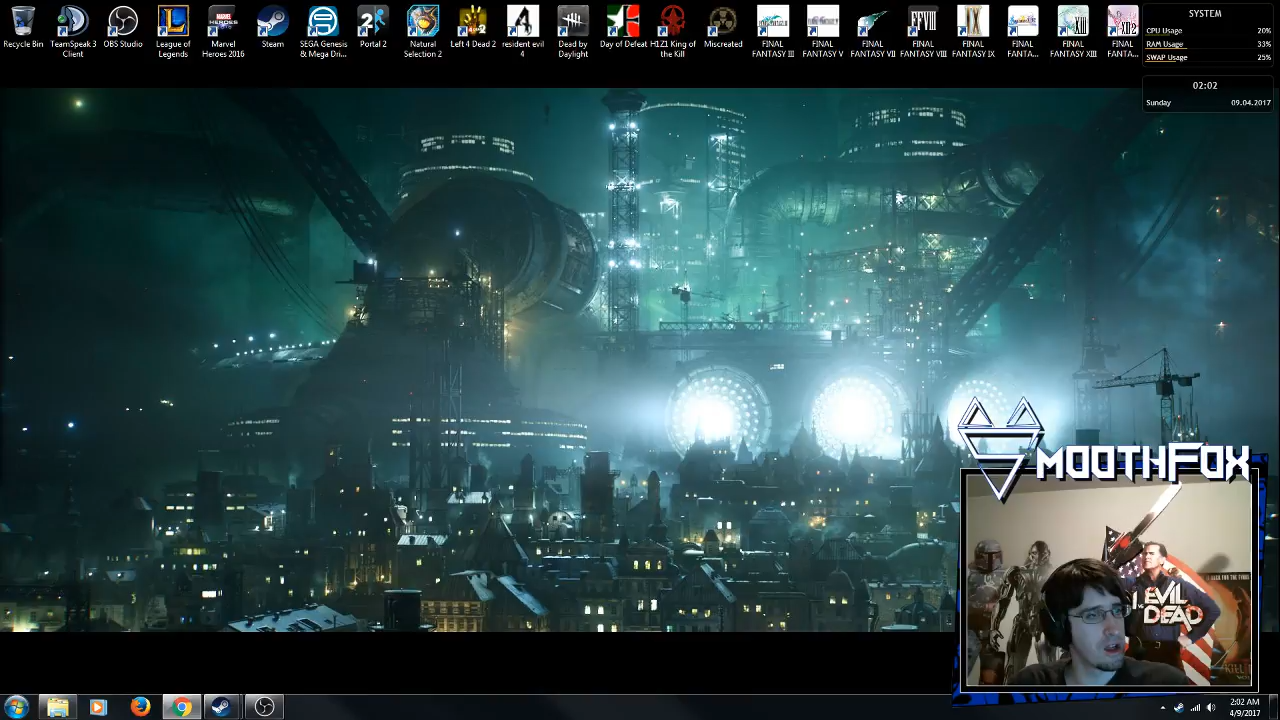 Recycle Bin
TeamSpeak 3
Client
OBS Studio
League of
Legends
Marvel
Heroes 2016
Steam
SEGA Genesis
& Mega Dri...
Portal 2
Natural
Selection 2
Left 4 Dead 2
resident evil
4
Dead by
Daylight
Day of Defeat
H1Z1 King of
the Kill
Miscreated
FINAL
FANTASY III
FINAL
FANTASY V
FINAL
FANTASY VII
FINAL
FANTASY VIII
FINAL
FANTASY IX
FINAL
FANTA...
FINAL
FANTASY XIII
FINAL
FANTA...
SYSTEM
CPU Usage 20%
RAM Usage 33%
SWAP Usage 25%
02:02
Sunday 09.04.2017
SMOOTHFOX
EVIL
DEAD
2:02 AM
4/9/2017